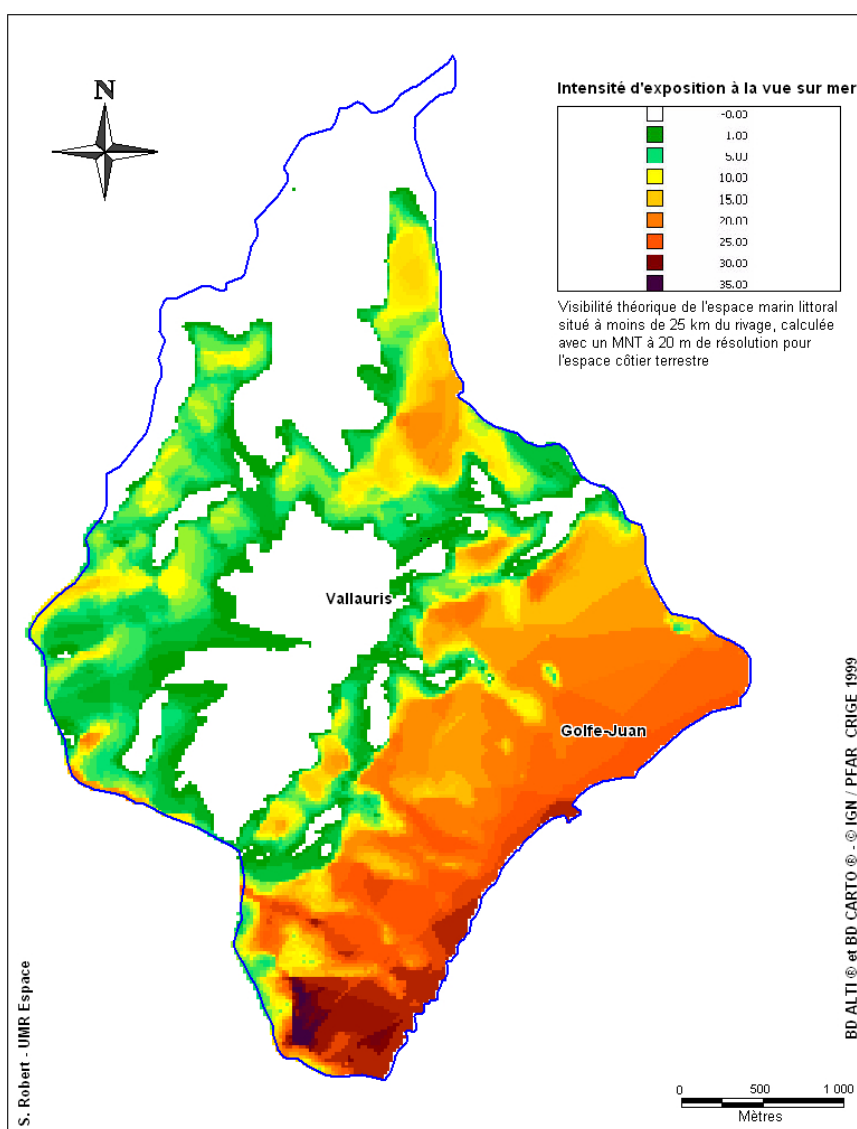 N
Intensité d'exposition à la vue sur mer
-0.00
1.00
5.00
10.00
15.00
20.00
25.00
30.00
35.00
Visibilité théorique de l'espace marin littoral
situé à moins de 25 km du rivage, calculée
avec un MNT à 20 m de résolution pour
l'espace côtier terrestre
Vallauris
Golfe-Juan
S. Robert - UMR Espace
BD ALTI ® et BD CARTO ® - © IGN / PFAR CRIGE 1999
0 500 1 000
Mètres